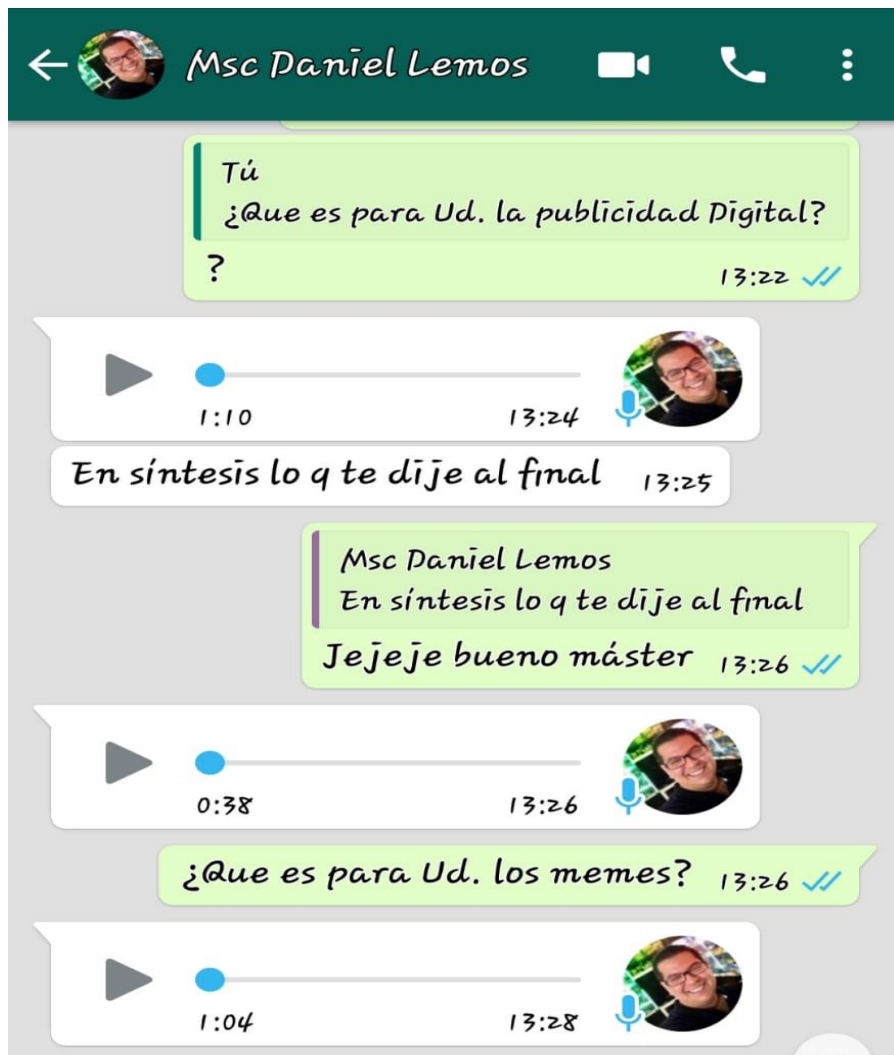 Msc Daniel Lemos
Tú
¿Que es para Ud. la publicidad Digital?
?
13:22
1:10
13:24
En síntesis lo q te dije al final
13:25
Msc Daniel Lemos
En síntesis lo q te dije al final
Jejeje bueno máster
13:26
0:38
13:26
¿Que es para Ud. los memes?
13:26
1:04
13:28